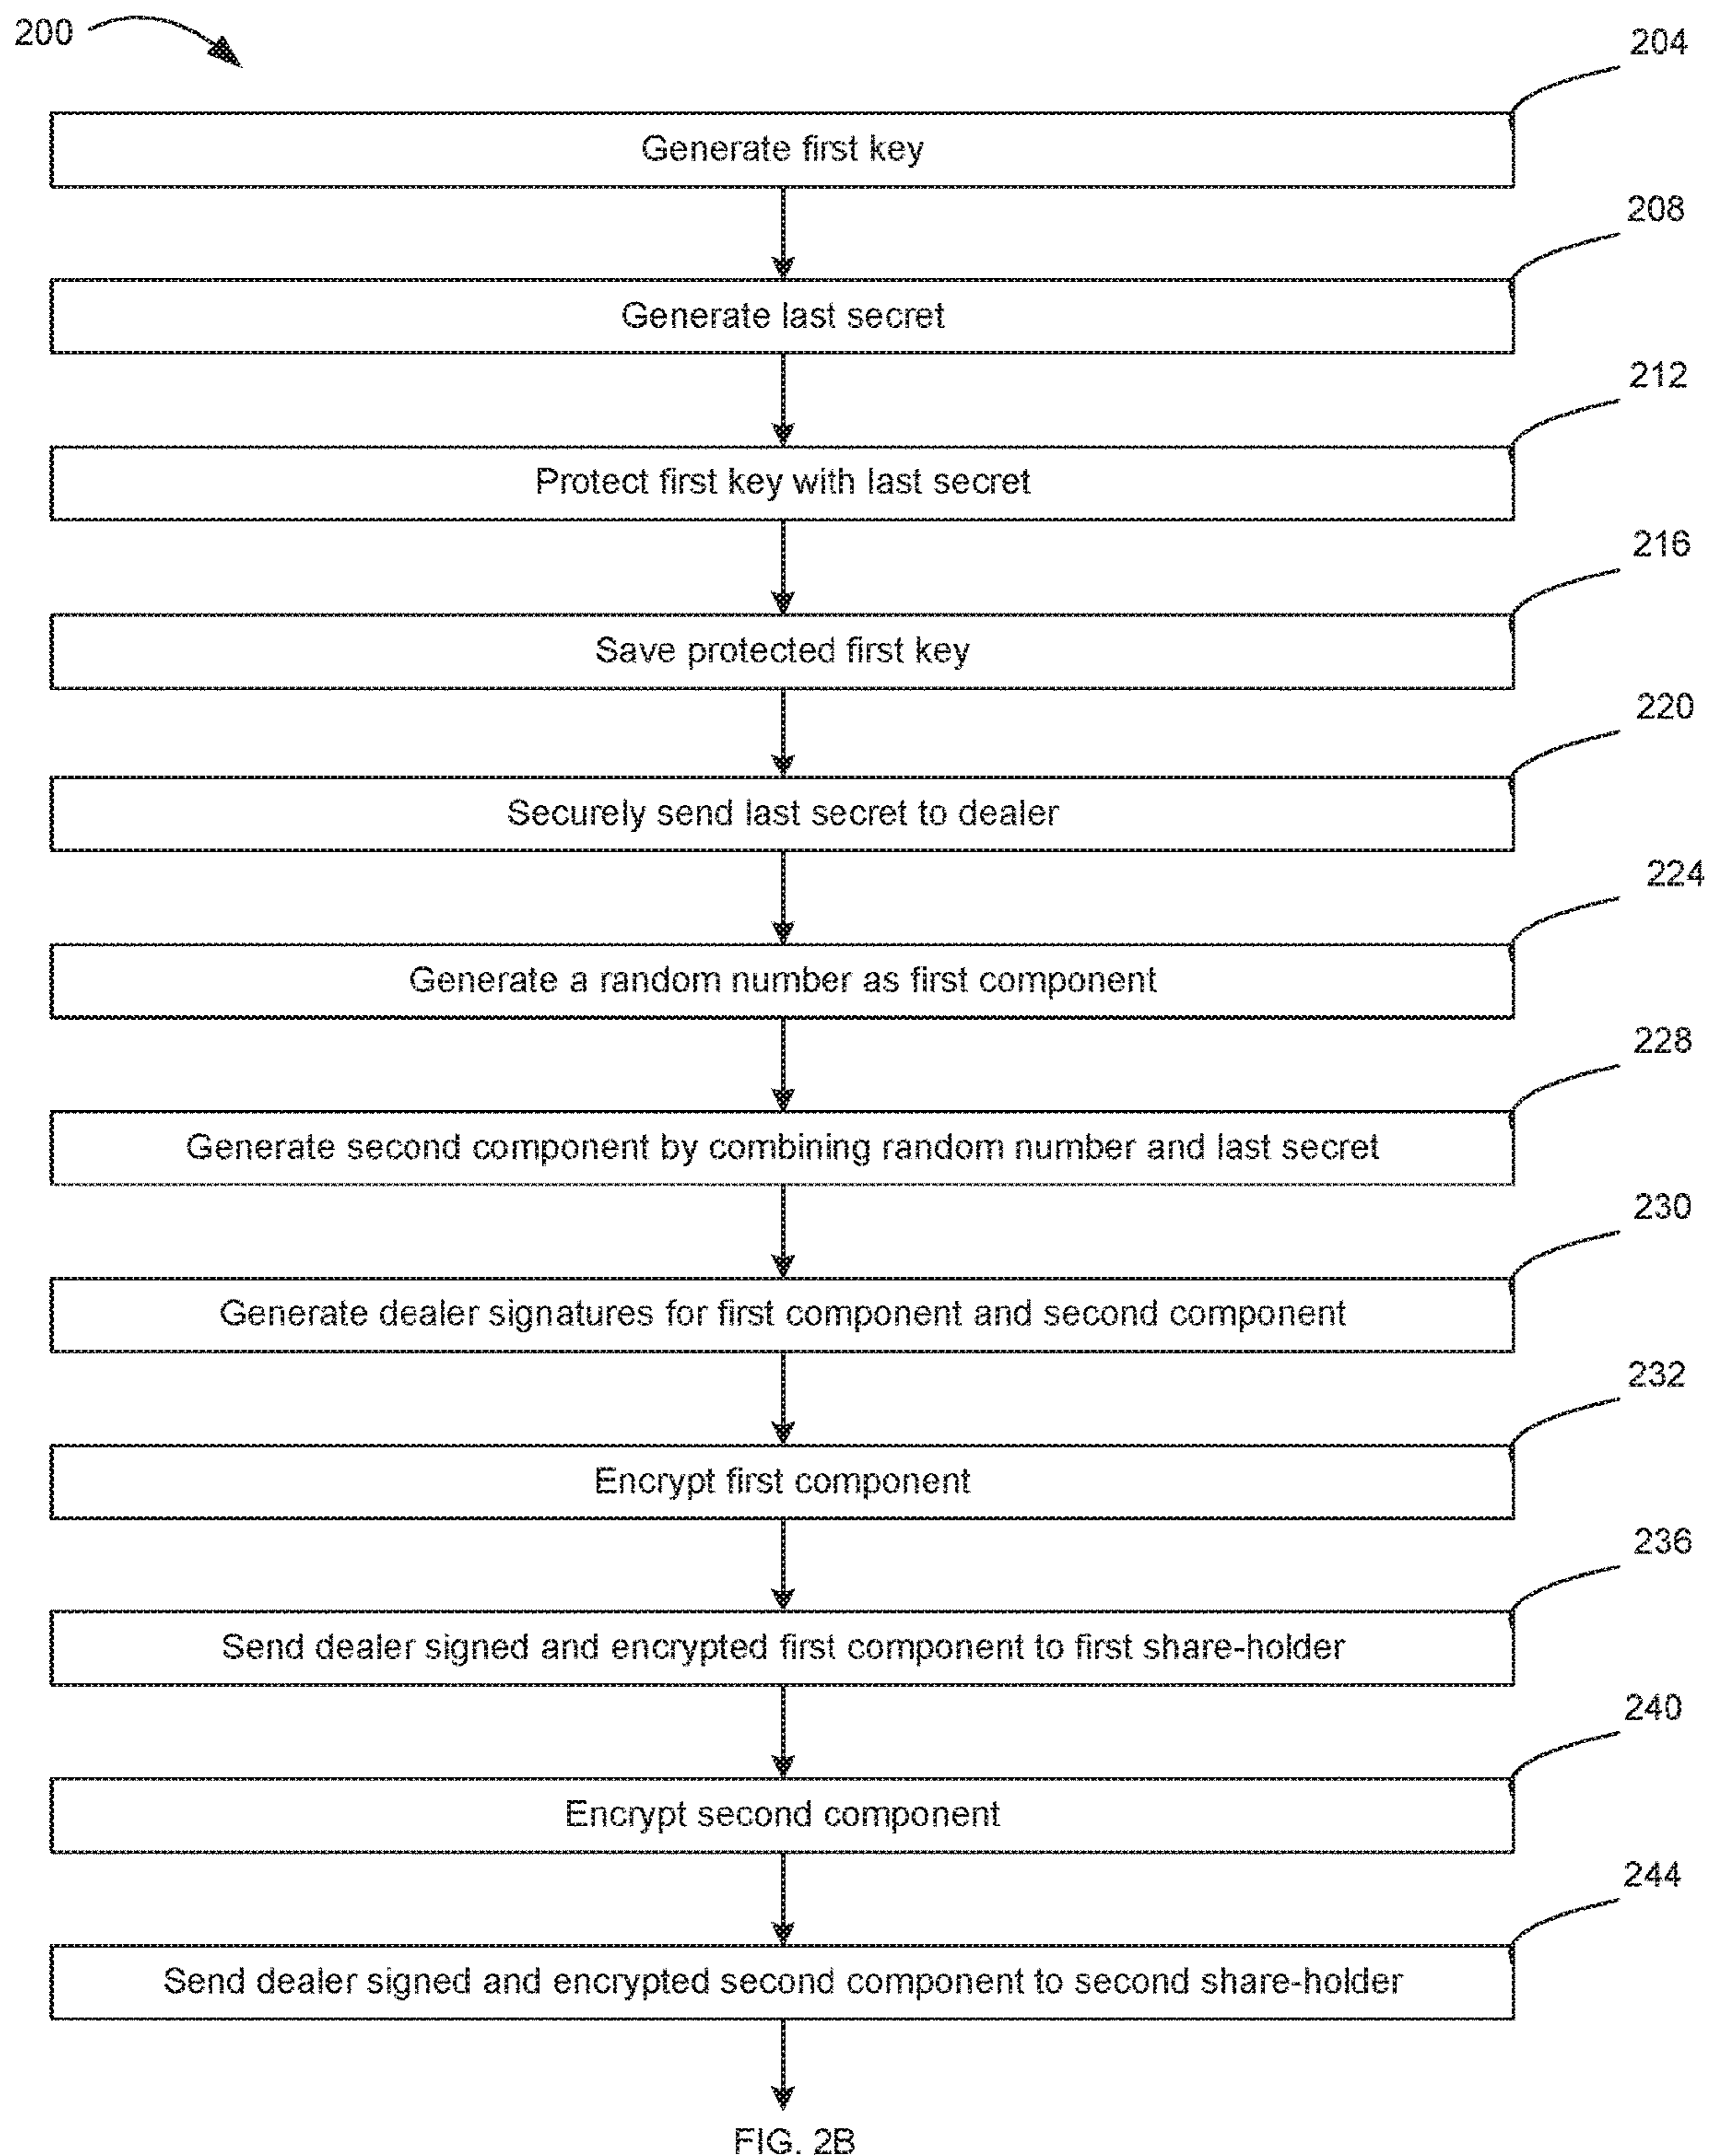 200
204
Generate first key
208
Generate last secret
212
Protect first key with last secret
216
Save protected first key
220
Securely send last secret to dealer
224
Generate a random number as first component
228
Generate second component by combining random number and last secret
230
Generate dealer signatures for first component and second component
232
Encrypt first component
236
Send dealer signed and encrypted first component to first share-holder
240
Encrypt second component
244
Send dealer signed and encrypted second component to second share-holder
FIG. 2B